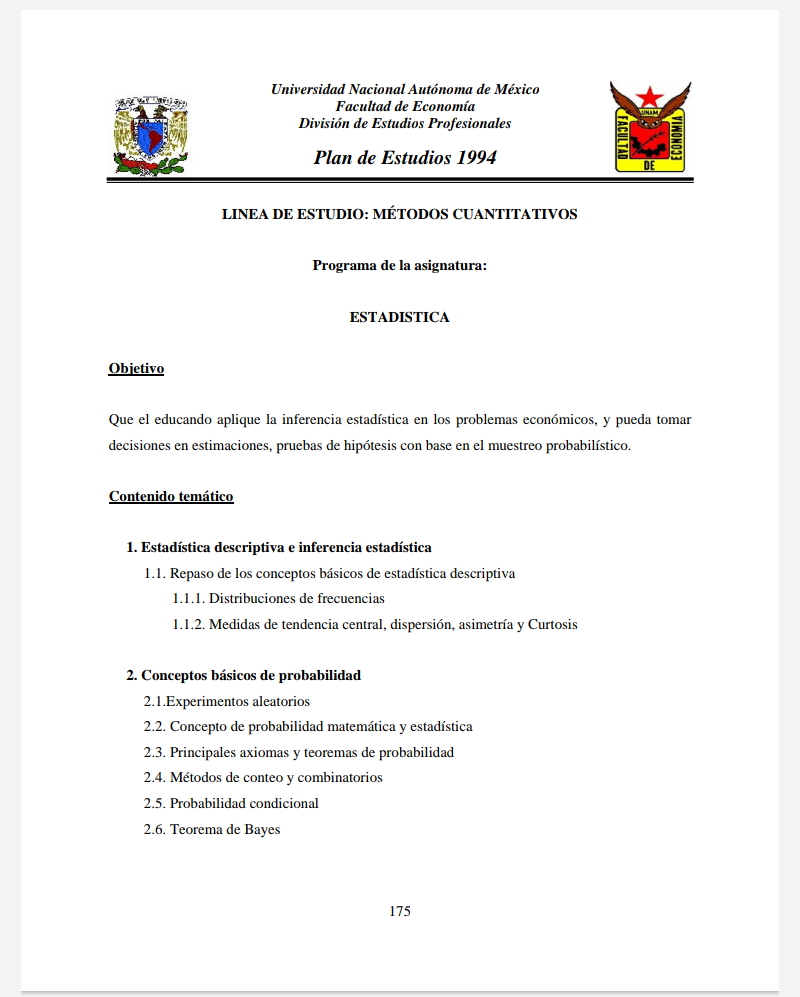 Universidad Nacional Autónoma de México
Facultad de Economía
División de Estudios Profesionales
Plan de Estudios 1994
UNAM
FACULTAD
DE
ECONOMIA
LINEA DE ESTUDIO: MÉTODOS CUANTITATIVOS
Programa de la asignatura:
ESTADISTICA
Objetivo
Que el educando aplique la inferencia estadística en los problemas económicos, y pueda tomar
decisiones en estimaciones, pruebas de hipótesis con base en el muestreo probabilístico.
Contenido temático
1. Estadística descriptiva e inferencia estadística
1.1. Repaso de los conceptos básicos de estadística descriptiva
1.1.1. Distribuciones de frecuencias
1.1.2. Medidas de tendencia central, dispersión, asimetría y Curtosis
2. Conceptos básicos de probabilidad
2.1.Experimentos aleatorios
2.2. Concepto de probabilidad matemática y estadística
2.3. Principales axiomas y teoremas de probabilidad
2.4. Métodos de conteo y combinatorios
2.5. Probabilidad condicional
2.6. Teorema de Bayes
175